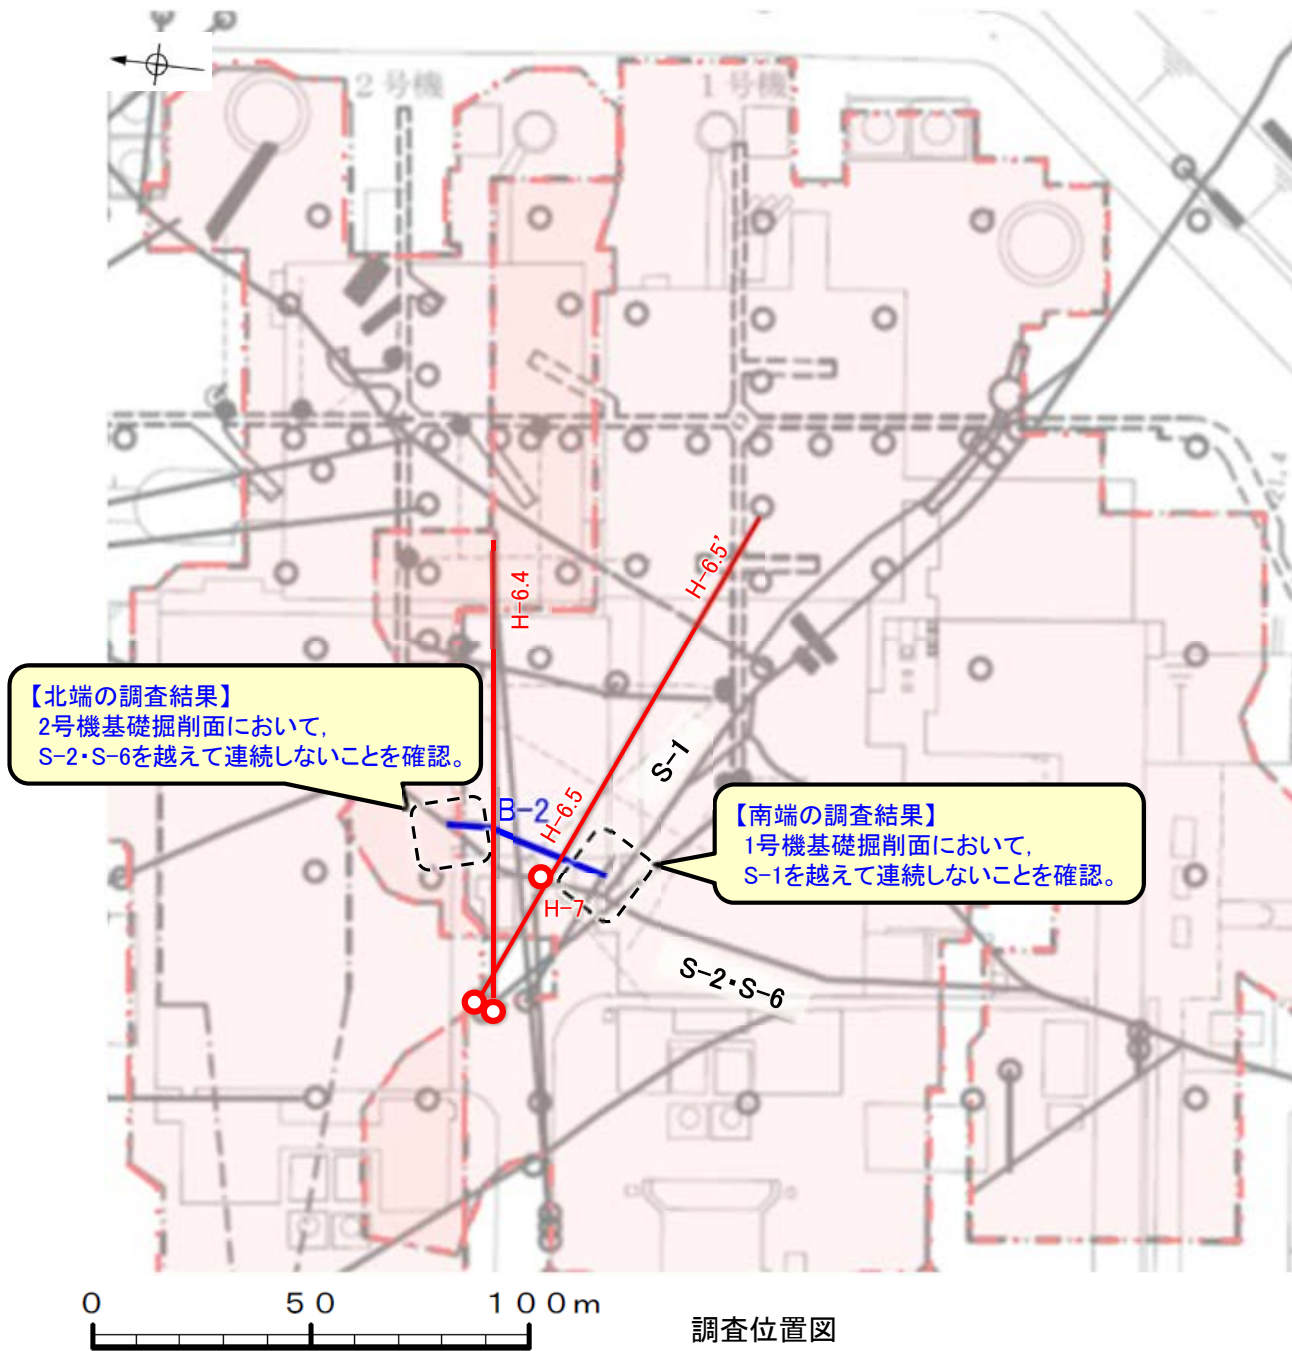 2号機
1号機
21.4
H-6.4
H-6.5'
【北端の調査結果】
2号機基礎掘削面において,
S-2・S-6を越えて連続しないことを確認。
S-1
B-2
H-6.5
【南端の調査結果】
1号機基礎掘削面において,
S-1を越えて連続しないことを確認。
H-7
S-2・S-6
0 50 100m
調査位置図